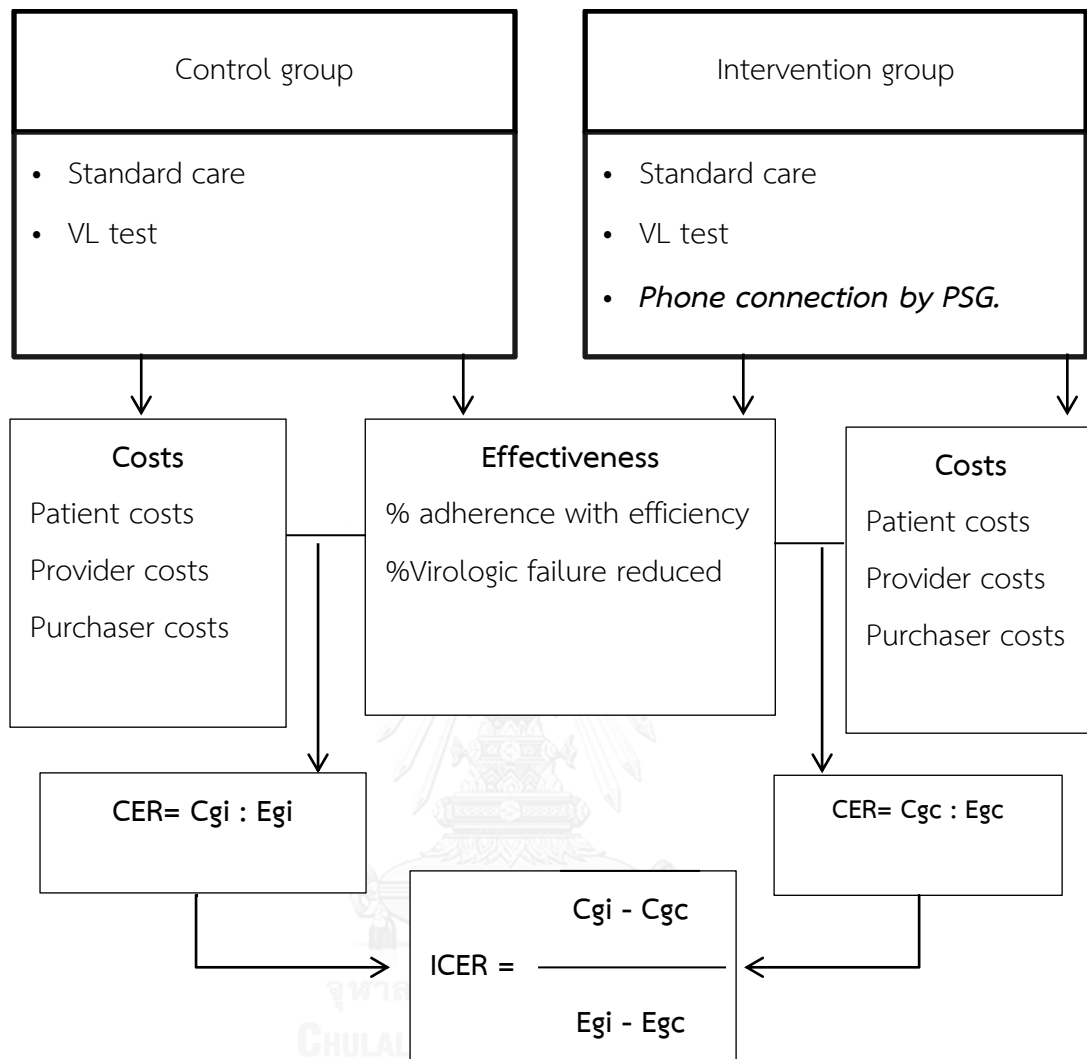 Control group
Intervention group
• Standard care
• VL test
• Standard care
• VL test
• Phone connection by PSG.
Costs
Patient costs
Provider costs
Purchaser costs
Effectiveness
% adherence with efficiency
%Virologic failure reduced
Costs
Patient costs
Provider costs
Purchaser costs
CER= Cgi : Egi
CER= Cgc : Egc
Cgi - Cgc
ICER =
Egi - Egc